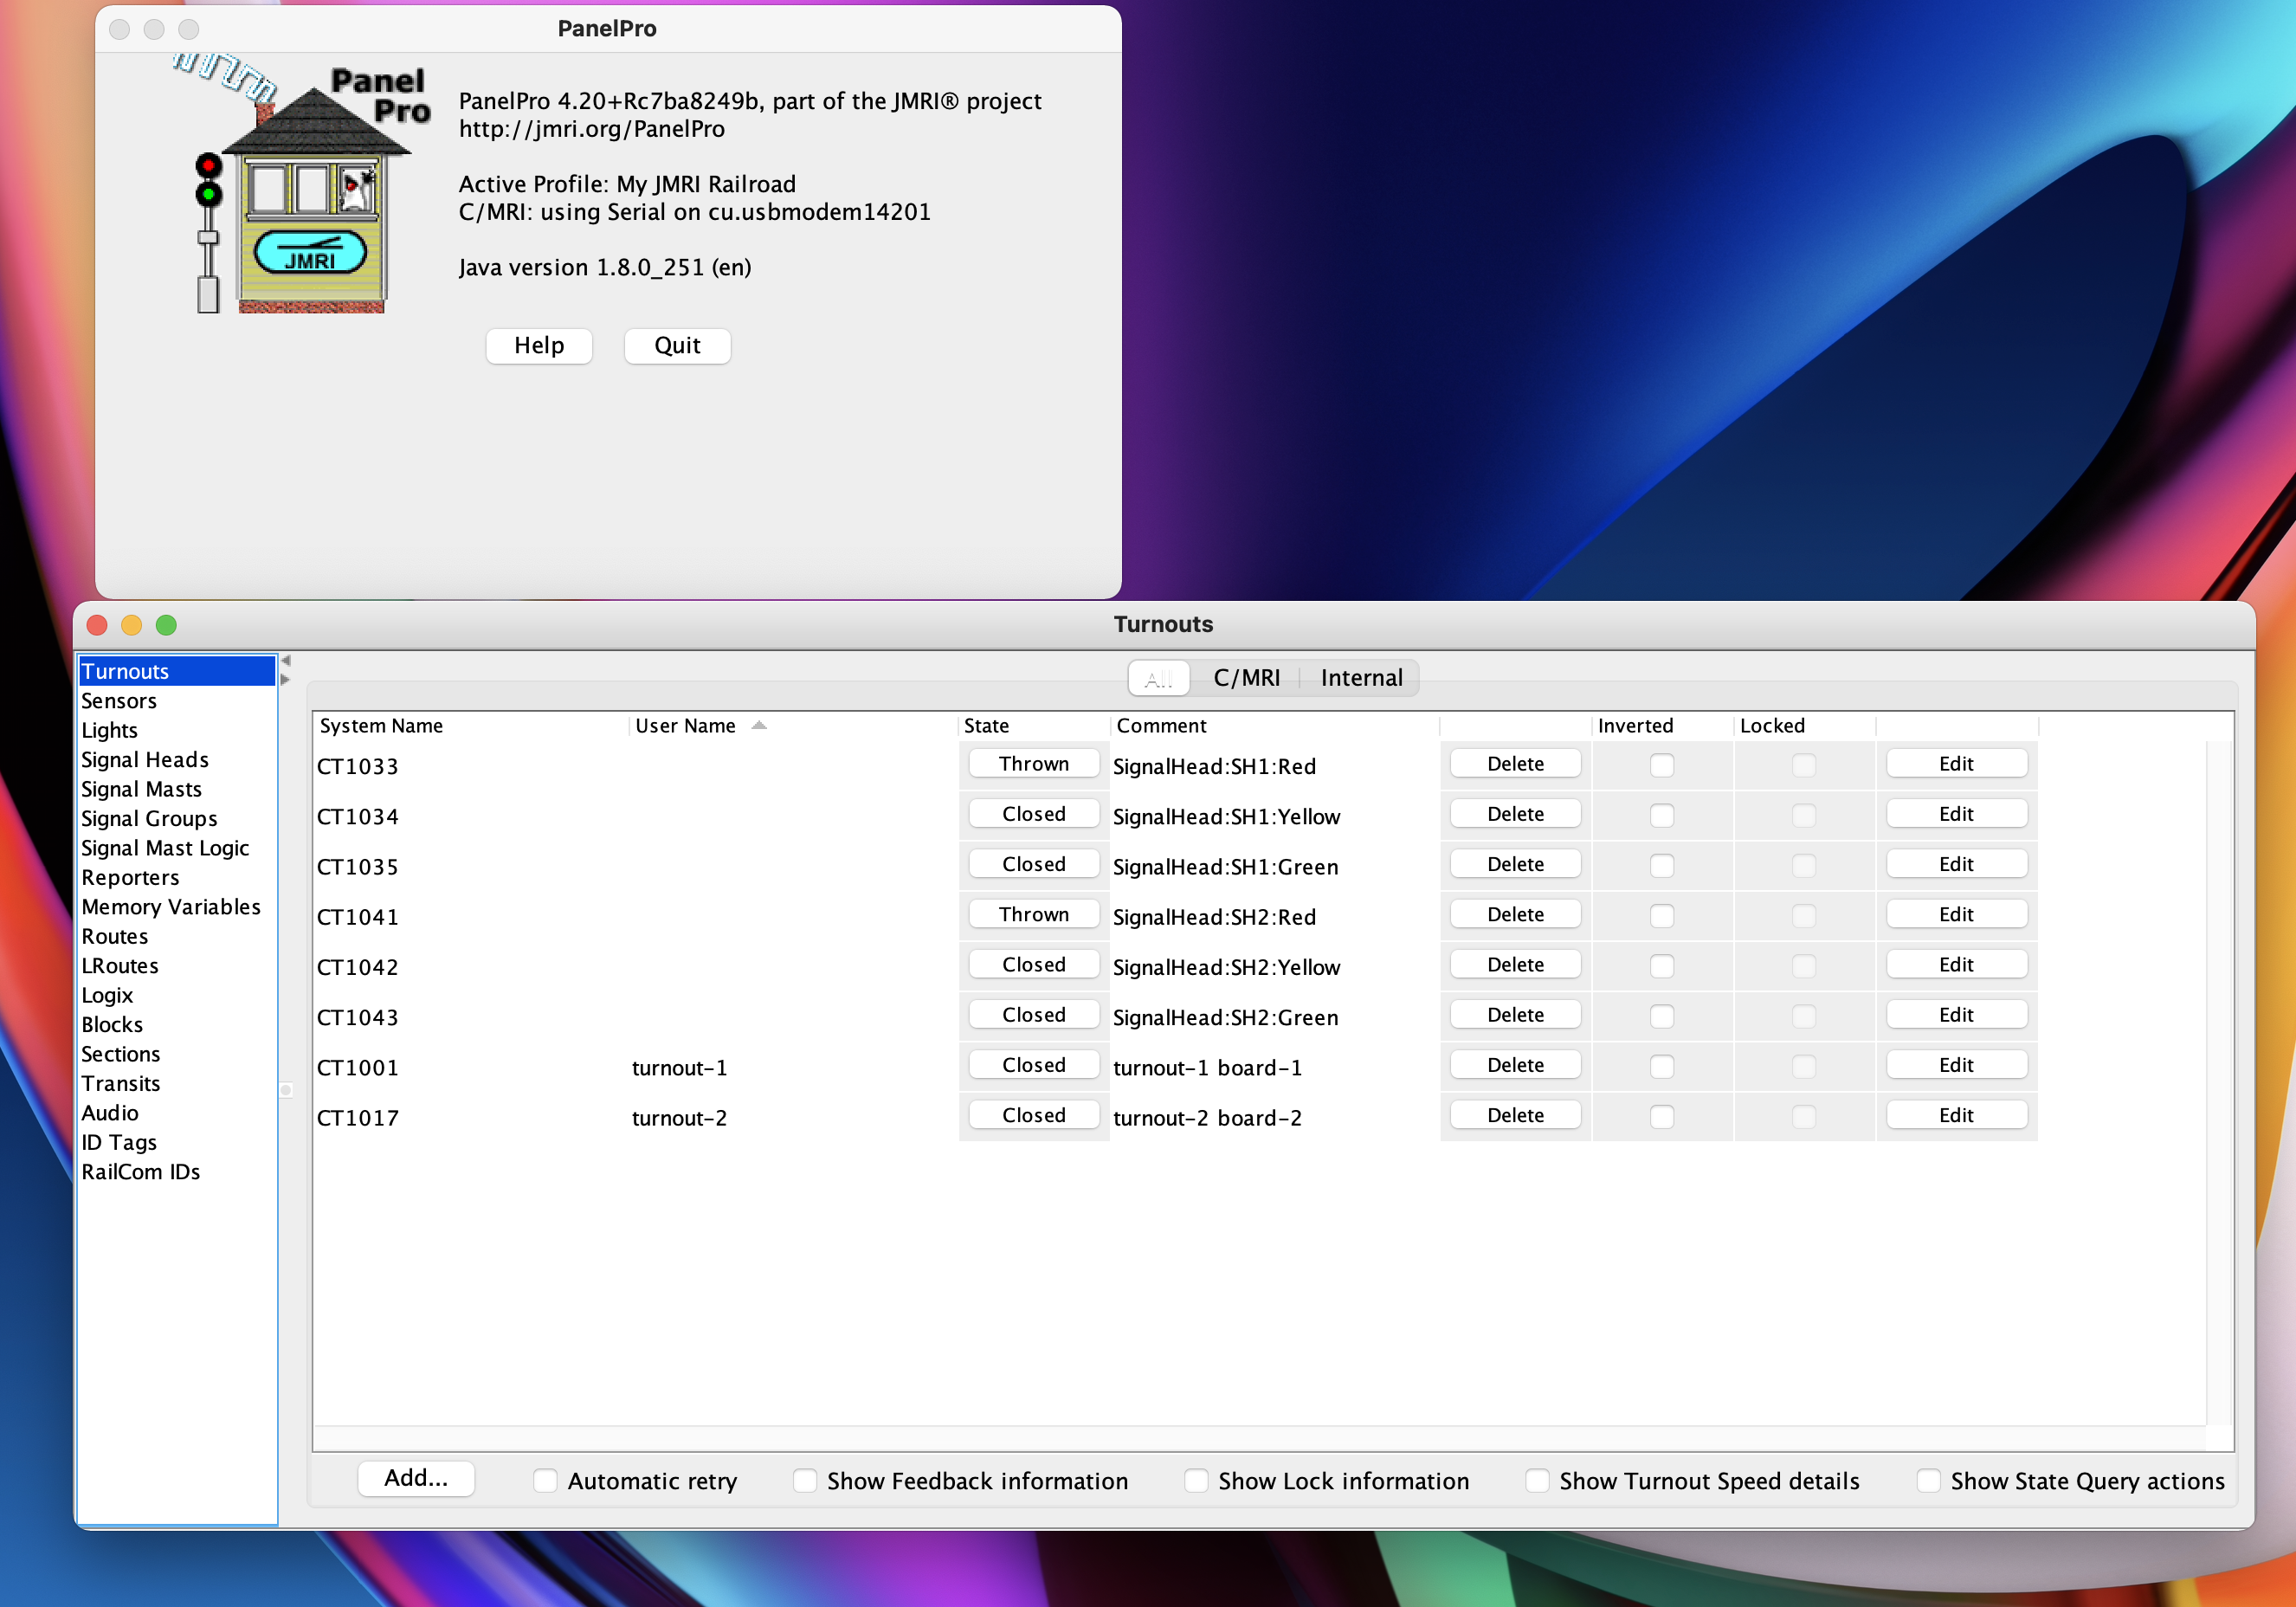 PanelPro
Panel
Pro
PanelPro 4.20+Rc7ba8249b, part of the JMRI® project
http://jmri.org/PanelPro
Active Profile: My JMRI Railroad
C/MRI: using Serial on cu.usbmodem14201
JMRI
Java version 1.8.0_251 (en)
Help Quit
Turnouts
Turnouts
Sensors
Lights
Signal Heads
Signal Masts
Signal Groups
Signal Mast Logic
Reporters
Memory Variables
Routes
LRoutes
Logix
Blocks
Sections
Transits
Audio
ID Tags
RailCom IDs
All C/MRI Internal
System Name User Name State Comment Inverted Locked
CT1033 Thrown SignalHead:SH1:Red Delete Edit
CT1034 Closed SignalHead:SH1:Yellow Delete Edit
CT1035 Closed SignalHead:SH1:Green Delete Edit
CT1041 Thrown SignalHead:SH2:Red Delete Edit
CT1042 Closed SignalHead:SH2:Yellow Delete Edit
CT1043 Closed SignalHead:SH2:Green Delete Edit
CT1001 turnout-1 Closed turnout-1 board-1 Delete Edit
CT1017 turnout-2 Closed turnout-2 board-2 Delete Edit
Add... Automatic retry Show Feedback information Show Lock information Show Turnout Speed details Show State Query actions